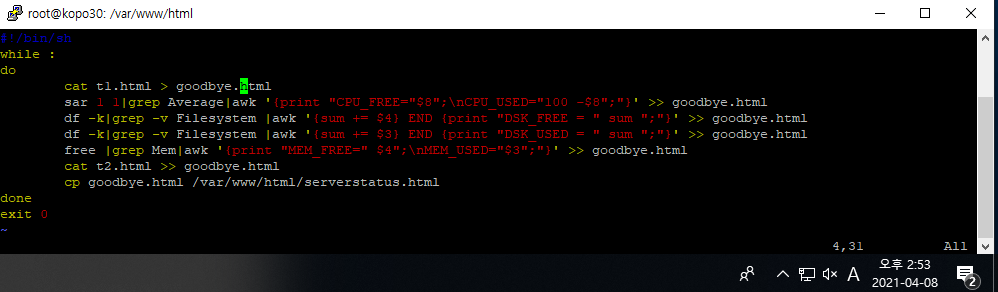 root@kopo30: /var/www/html
#!/bin/sh
while :
do
cat t1.html > goodbye.html
sar 1 1|grep Average|awk '{print "CPU_FREE="$8";\nCPU_USED="100 -$8";"}' >> goodbye.html
df -k|grep -v Filesystem |awk '{sum += $4} END {print "DSK_FREE = " sum ";"}' >> goodbye.html
df -k|grep -v Filesystem |awk '{sum += $3} END {print "DSK_USED = " sum ";"}' >> goodbye.html
free |grep Mem|awk '{print "MEM_FREE=" $4";\nMEM_USED="$3";"}' >> goodbye.html
cat t2.html >> goodbye.html
cp goodbye.html /var/www/html/serverstatus.html
done
exit 0
~
4,31 All
A 오후 2:53
2021-04-08
2